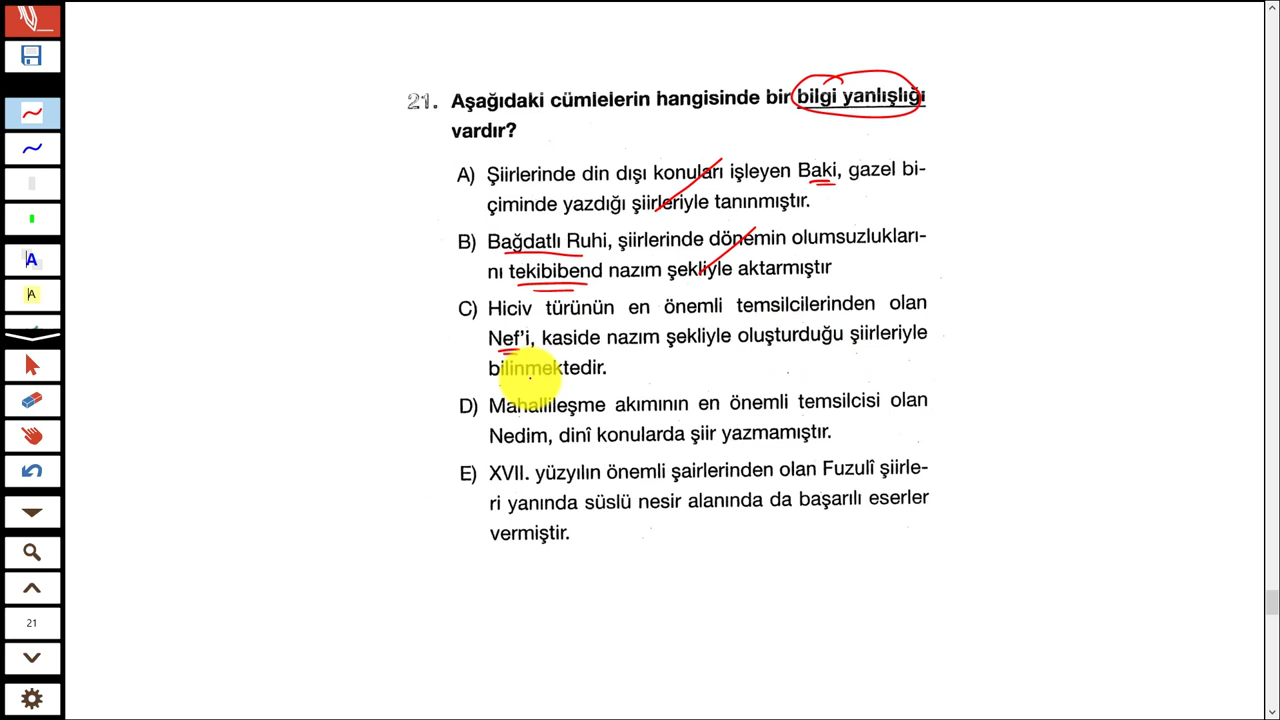 21. Aşağıdaki cümlelerin hangisinde bir bilgi yanlışlığı
vardır?
A) Şiirlerinde din dışı konuları işleyen Baki, gazel bi-
çiminde yazdığı şiirleriyle tanınmıştır.
B) Bağdatlı Ruhi, şiirlerinde dönemin olumsuzlukları-
nı tekibibend nazım şekliyle aktarmıştır
C) Hiciv türünün en önemli temsilcilerinden olan
Nef'i, kaside nazım şekliyle oluşturduğu şiirleriyle
bilinmektedir.
D) Mahallileşme akımının en önemli temsilcisi olan
Nedim, dinî konularda şiir yazmamıştır.
E) XVII. yüzyılın önemli şairlerinden olan Fuzulî şiirle-
ri yanında süslü nesir alanında da başarılı eserler
vermiştir.
A
A
21